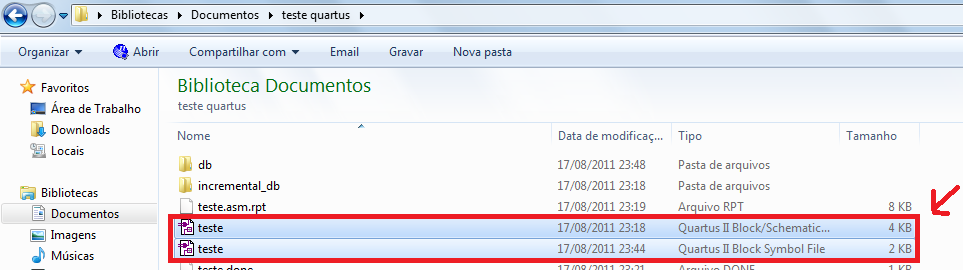 Bibliotecas Documentos teste quartus
Organizar Abrir Compartilhar com Email Gravar Nova pasta
Favoritos
Área de Trabalho
Downloads
Locais
Bibliotecas
Documentos
Imagens
Músicas
Biblioteca Documentos
teste quartus
Nome Data de modificaç... Tipo Tamanho
db 17/08/2011 23:48 Pasta de arquivos
incremental_db 17/08/2011 23:18 Pasta de arquivos
teste.asm.rpt 17/08/2011 23:19 Arquivo RPT 8 KB
teste 17/08/2011 23:18 Quartus II Block/Schematic... 4 KB
teste 17/08/2011 23:44 Quartus II Block Symbol File 2 KB
teste.done 17/08/2011 23:21 Arquivo DONE 1 KB